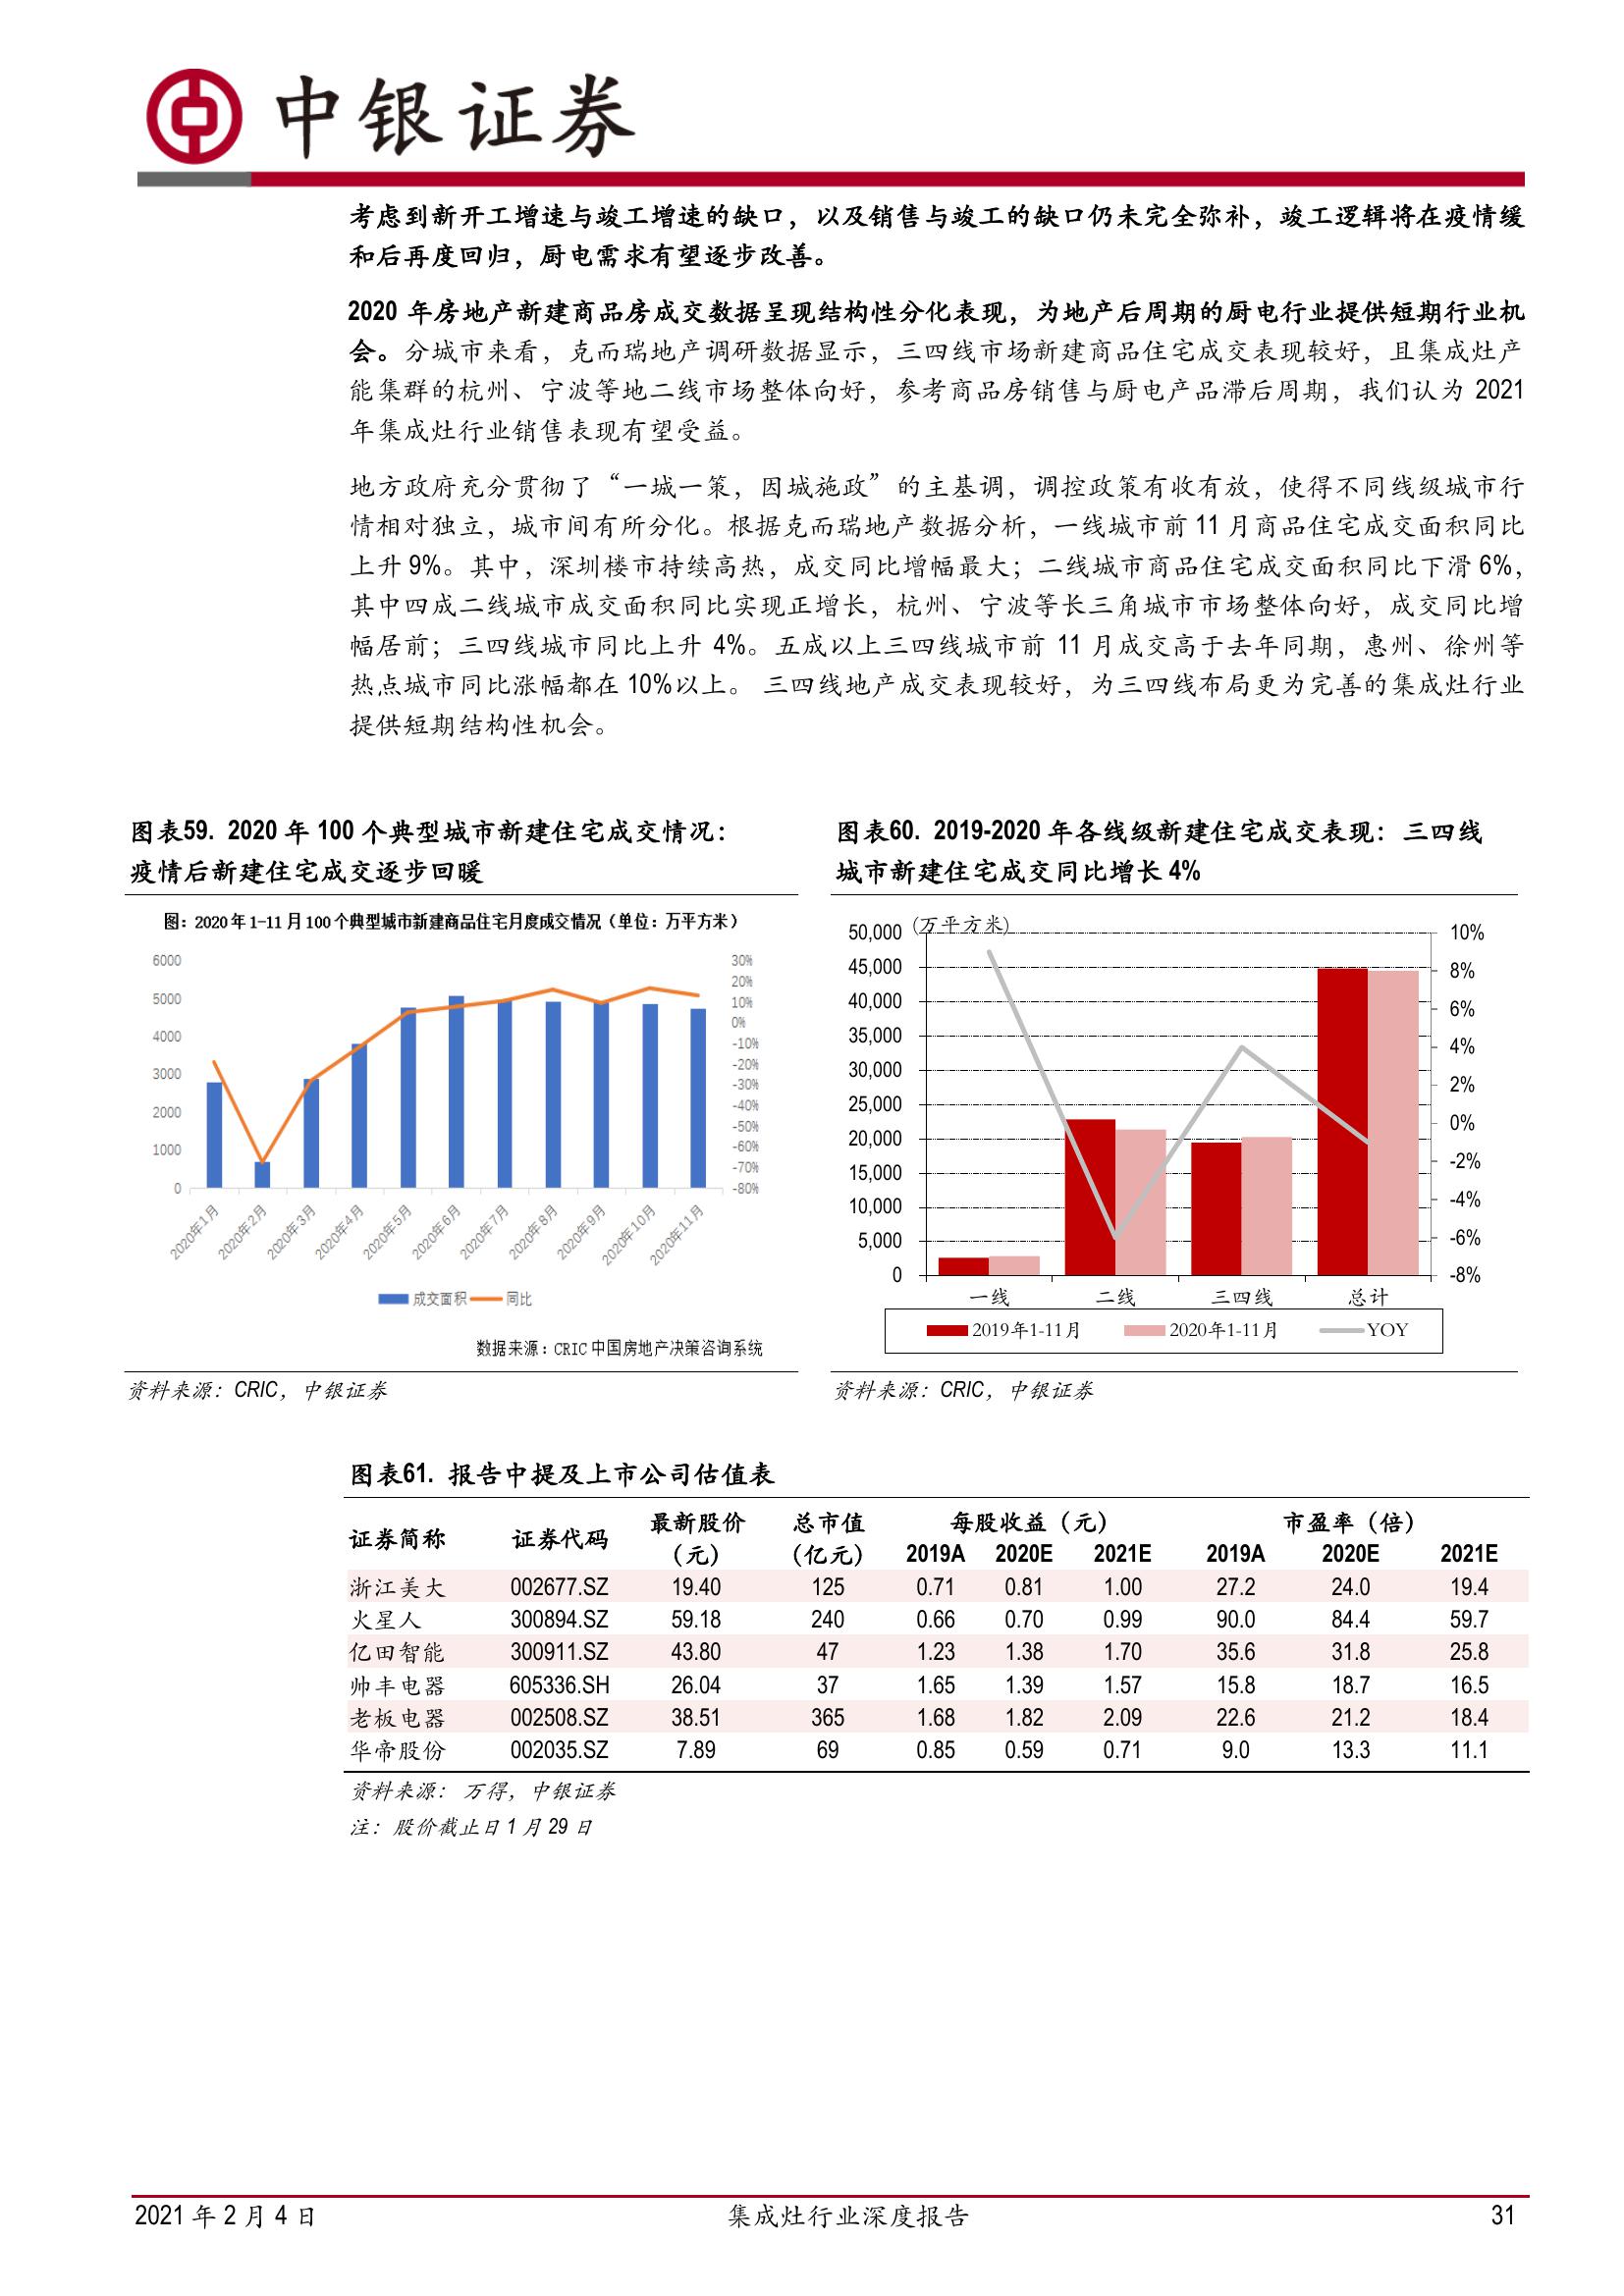 中银证券
考虑到新开工增速与竣工增速的缺口，以及销售与竣工的缺口仍未完全弥补，竣工逻辑将在疫情缓
和后再度回归，厨电需求有望逐步改善。
2020 年房地产新建商品房成交数据呈现结构性分化表现，为地产后周期的厨电行业提供短期行业机
会。分城市来看，克而瑞地产调研数据显示，三四线市场新建商品住宅成交表现较好，且集成灶产
能集群的杭州、宁波等地二线市场整体向好，参考商品房销售与厨电产品滞后周期，我们认为 2021
年集成灶行业销售表现有望受益。
地方政府充分贯彻了“一城一策，因城施政”的主基调，调控政策有收有放，使得不同线级城市行
情相对独立，城市间有所分化。根据克而瑞地产数据分析，一线城市前 11 月商品住宅成交面积同比
上升 9%。其中，深圳楼市持续高热，成交同比增幅最大；二线城市商品住宅成交面积同比下滑 6%，
其中四成二线城市成交面积同比实现正增长，杭州、宁波等长三角城市市场整体向好，成交同比增
幅居前；三四线城市同比上升 4%。五成以上三四线城市前 11 月成交高于去年同期，惠州、徐州等
热点城市同比涨幅都在 10%以上。 三四线地产成交表现较好，为三四线布局更为完善的集成灶行业
提供短期结构性机会。
图表59. 2020 年 100 个典型城市新建住宅成交情况：
疫情后新建住宅成交逐步回暖
图：2020 年 1-11 月 100 个典型城市新建商品住宅月度成交情况（单位：万平方米）
6000
5000
4000
3000
2000
1000
0
30%
20%
10%
0%
-10%
-20%
-30%
-40%
-50%
-60%
-70%
-80%
2020年1月 2020年2月 2020年3月 2020年4月 2020年5月 2020年6月 2020年7月 2020年8月 2020年9月 2020年10月 2020年11月
成交面积 同比
数据来源：CRIC 中国房地产决策咨询系统
资料来源：CRIC，中银证券
图表60. 2019-2020 年各线级新建住宅成交表现：三四线
城市新建住宅成交同比增长 4%
(万平方米)
50,000
45,000
40,000
35,000
30,000
25,000
20,000
15,000
10,000
5,000
0
10%
8%
6%
4%
2%
0%
-2%
-4%
-6%
-8%
一线 二线 三四线 总计
2019年1-11月 2020年1-11月 YOY
资料来源：CRIC，中银证券
图表61. 报告中提及上市公司估值表
证券简称 证券代码 最新股价（元） 总市值（亿元） 每股收益（元） 市盈率（倍）
2019A 2020E 2021E 2019A 2020E 2021E
浙江美大 002677.SZ 19.40 125 0.71 0.81 1.00 27.2 24.0 19.4
火星人 300894.SZ 59.18 240 0.66 0.70 0.99 90.0 84.4 59.7
亿田智能 300911.SZ 43.80 47 1.23 1.38 1.70 35.6 31.8 25.8
帅丰电器 605336.SH 26.04 37 1.65 1.39 1.57 15.8 18.7 16.5
老板电器 002508.SZ 38.51 365 1.68 1.82 2.09 22.6 21.2 18.4
华帝股份 002035.SZ 7.89 69 0.85 0.59 0.71 9.0 13.3 11.1
资料来源： 万得，中银证券
注：股价截止日 1 月 29 日
2021 年 2 月 4 日 集成灶行业深度报告 31